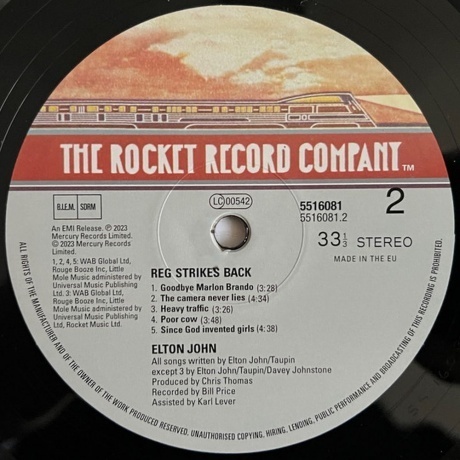 THE ROCKET RECORD COMPANY™
B.I.E.M. SDRM
LC 00542
5516081
5516081.2
2
33 1/3 STEREO
MADE IN THE EU
An EMI Release. ℗ 2023
Mercury Records Limited.
© 2023 Mercury Records
Limited.
1, 2, 4, 5: WAB Global Ltd,
Rouge Booze Inc, Little
Mole Music administered by
Universal Music Publishing
Ltd. 3: WAB Global Ltd,
Rouge Booze Inc, Little
Mole Music administered by
Universal Music Publishing
Ltd, Rocket Music Ltd.
REG STRIKES BACK
1. Goodbye Marlon Brando (3:28)
2. The camera never lies (4:34)
3. Heavy traffic (3:26)
4. Poor cow (3:48)
5. Since God invented girls (4:38)
ELTON JOHN
All songs written by Elton John/Taupin
except 3 by Elton John/Taupin/Davey Johnstone
Produced by Chris Thomas
Recorded by Bill Price
Assisted by Karl Lever
ALL RIGHTS OF THE MANUFACTURER AND OF THE OWNER OF THE WORK PRODUCED RESERVED. UNAUTHORISED COPYING, HIRING, LENDING, PUBLIC PERFORMANCE AND BROADCASTING OF THIS RECORDING IS PROHIBITED.